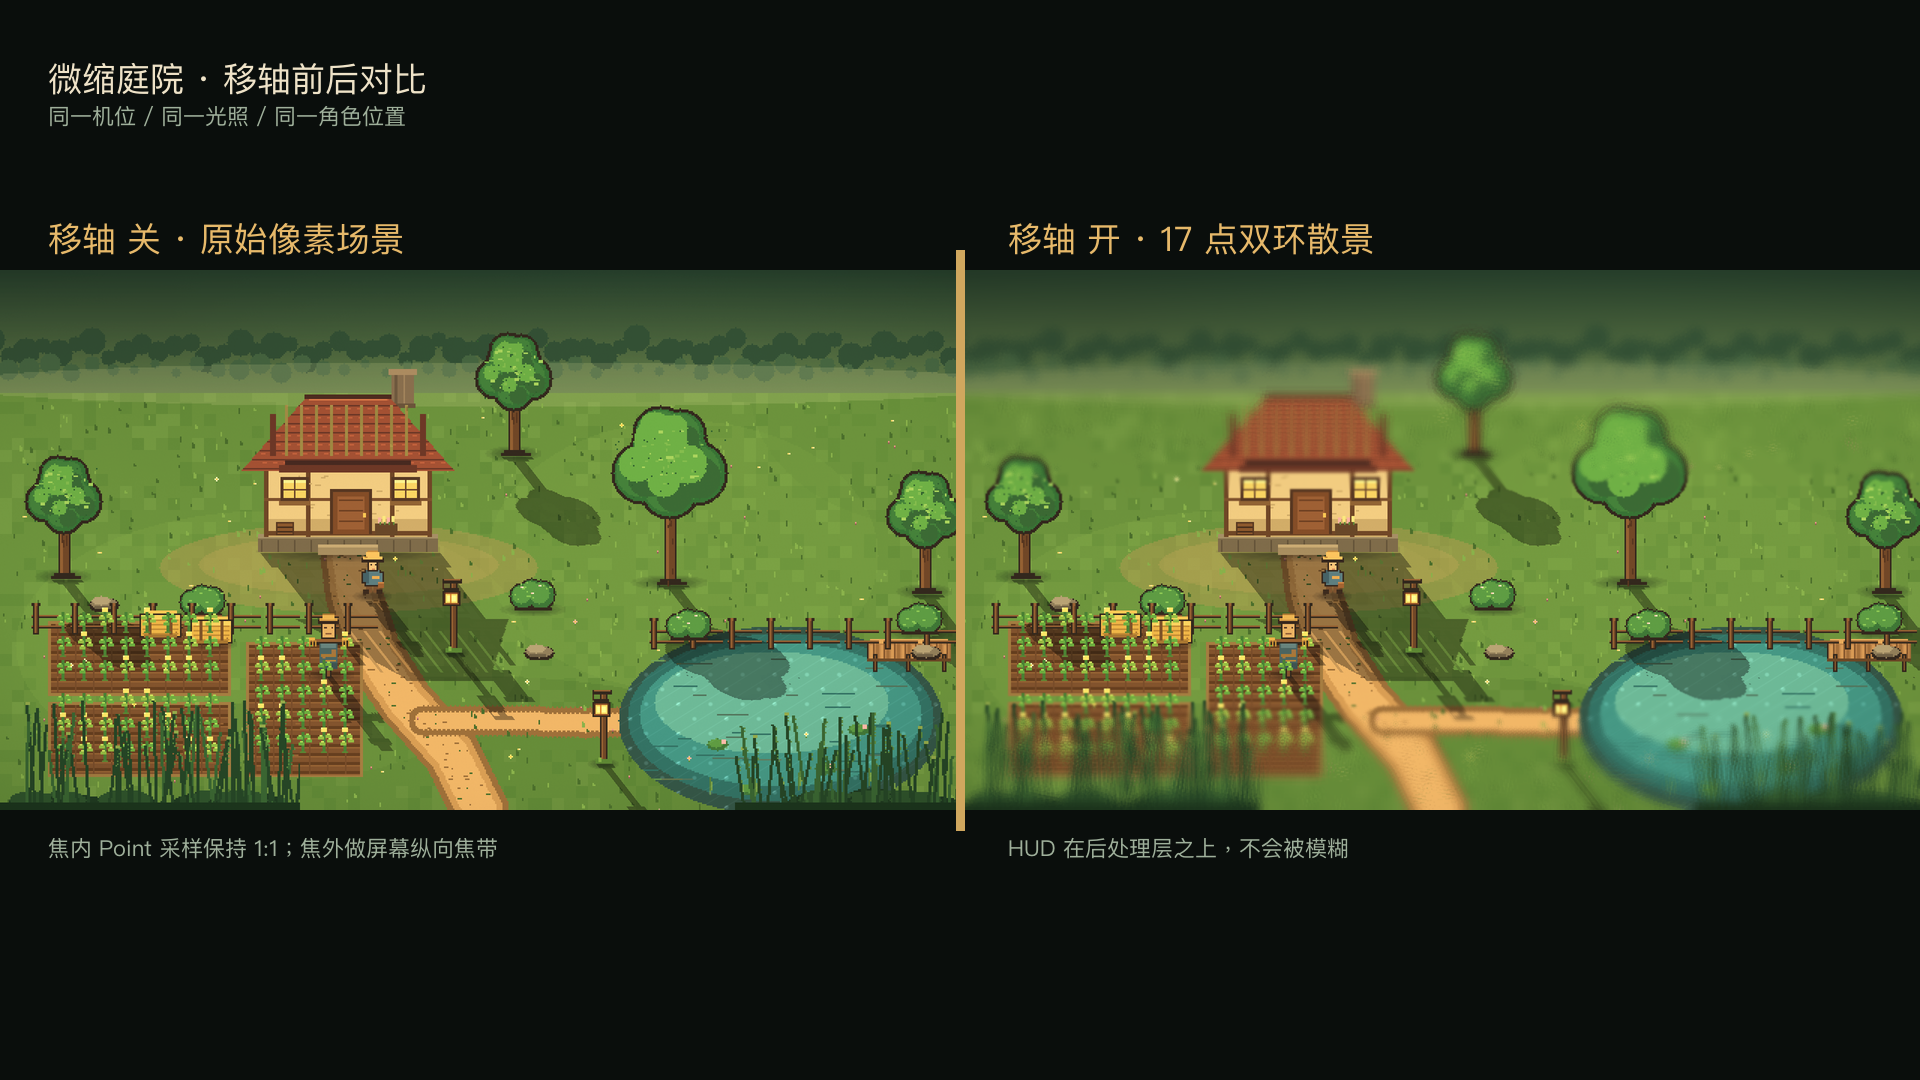 微缩庭院 · 移轴前后对比
同一机位 / 同一光照 / 同一角色位置
移轴 关 · 原始像素场景
移轴 开 · 17 点双环散景
焦内 Point 采样保持 1:1；焦外做屏幕纵向焦带
HUD 在后处理层之上，不会被模糊